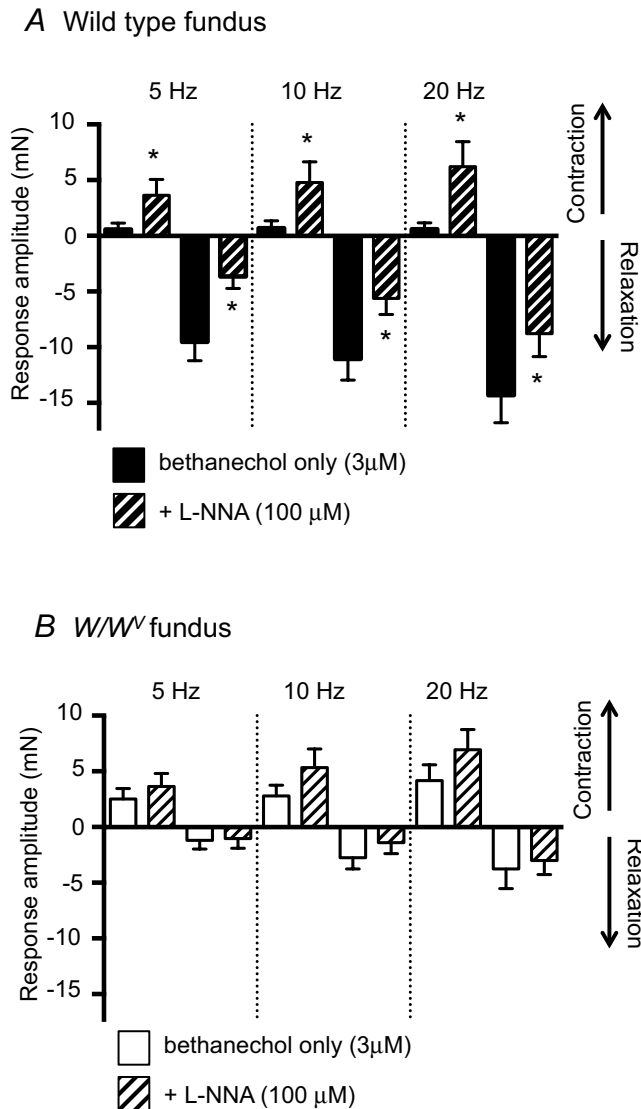 A Wild type fundus
5 Hz 10 Hz 20 Hz
Response amplitude (mN)
10
5
0
-5
-10
-15
* * *
* * *
Contraction
Relaxation
bethanechol only (3μM)
+ L-NNA (100 μM)
B W/Wⱽ fundus
5 Hz 10 Hz 20 Hz
Response amplitude (mN)
10
5
0
-5
-10
-15
Contraction
Relaxation
bethanechol only (3μM)
+ L-NNA (100 μM)